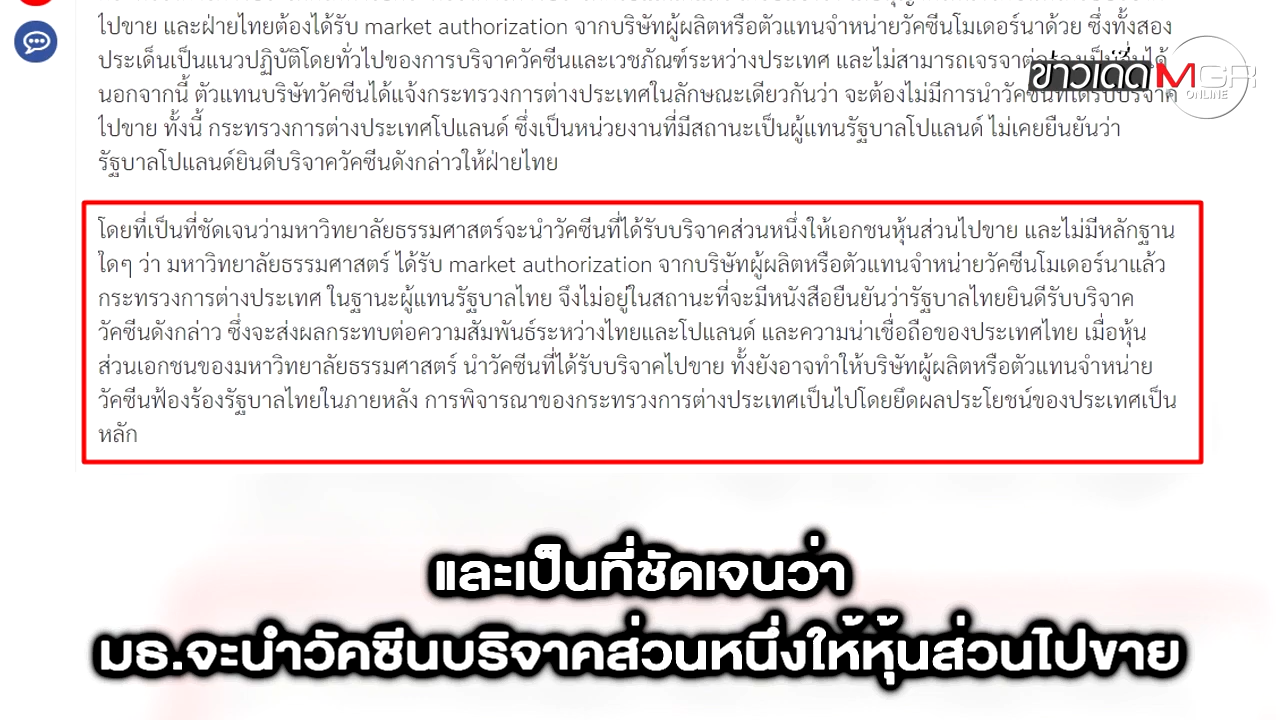 ไปขาย และฝ่ายไทยต้องได้รับ market authorization จากบริษัทผู้ผลิตหรือตัวแทนจำหน่ายวัคซีนโมเดอร์นาด้วย ซึ่งทั้งสอง
ประเด็นเป็นแนวปฏิบัติโดยทั่วไปของการบริจาควัคซีนและเวชภัณฑ์ระหว่างประเทศ และไม่สามารถเจรจาต่อรองเป็นอื่นได้
ข่าวเด็ด MGR ONLINE
นอกจากนี้ ตัวแทนบริษัทวัคซีนได้แจ้งกระทรวงการต่างประเทศในลักษณะเดียวกันว่า จะต้องไม่มีการนำวัคซีนที่ได้รับบริจาค
ไปขาย ทั้งนี้ กระทรวงการต่างประเทศโปแลนด์ ซึ่งเป็นหน่วยงานที่มีสถานะเป็นผู้แทนรัฐบาลโปแลนด์ ไม่เคยยืนยันว่า
รัฐบาลโปแลนด์ยินดีบริจาควัคซีนดังกล่าวให้ฝ่ายไทย
โดยที่เป็นที่ชัดเจนว่ามหาวิทยาลัยธรรมศาสตร์จะนำวัคซีนที่ได้รับบริจาคส่วนหนึ่งให้เอกชนหุ้นส่วนไปขาย และไม่มีหลักฐาน
ใดๆ ว่า มหาวิทยาลัยธรรมศาสตร์ ได้รับ market authorization จากบริษัทผู้ผลิตหรือตัวแทนจำหน่ายวัคซีนโมเดอร์นาแล้ว
กระทรวงการต่างประเทศ ในฐานะผู้แทนรัฐบาลไทย จึงไม่อยู่ในสถานะที่จะมีหนังสือยืนยันว่ารัฐบาลไทยยินดีรับบริจาค
วัคซีนดังกล่าว ซึ่งจะส่งผลกระทบต่อความสัมพันธ์ระหว่างไทยและโปแลนด์ และความน่าเชื่อถือของประเทศไทย เมื่อหุ้น
ส่วนเอกชนของมหาวิทยาลัยธรรมศาสตร์ นำวัคซีนที่ได้รับบริจาคไปขาย ทั้งยังอาจทำให้บริษัทผู้ผลิตหรือตัวแทนจำหน่าย
วัคซีนฟ้องร้องรัฐบาลไทยในภายหลัง การพิจารณาของกระทรวงการต่างประเทศเป็นไปโดยยึดผลประโยชน์ของประเทศเป็น
หลัก
และเป็นที่ชัดเจนว่า
มธ.จะนำวัคซีนบริจาคส่วนหนึ่งให้หุ้นส่วนไปขาย